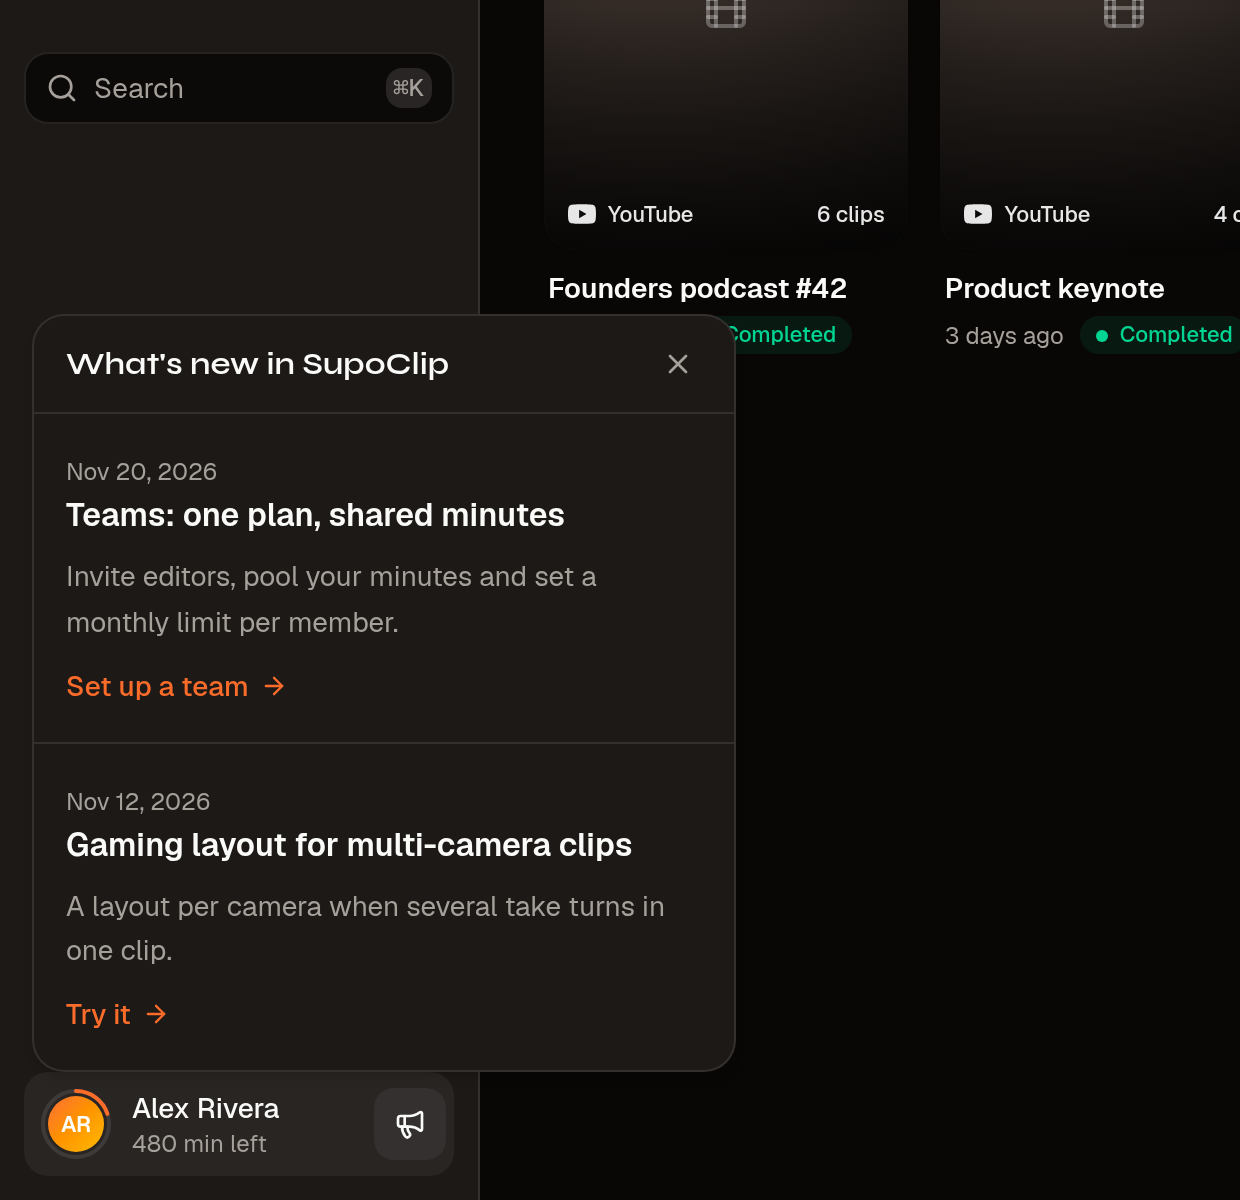 Search
⌘K
YouTube
6 clips
YouTube
4
Founders podcast #42
Product keynote
Completed
3 days ago
Completed
What's new in SupoClip
Nov 20, 2026
Teams: one plan, shared minutes
Invite editors, pool your minutes and set a
monthly limit per member.
Set up a team
Nov 12, 2026
Gaming layout for multi-camera clips
A layout per camera when several take turns in
one clip.
Try it
AR
Alex Rivera
480 min left